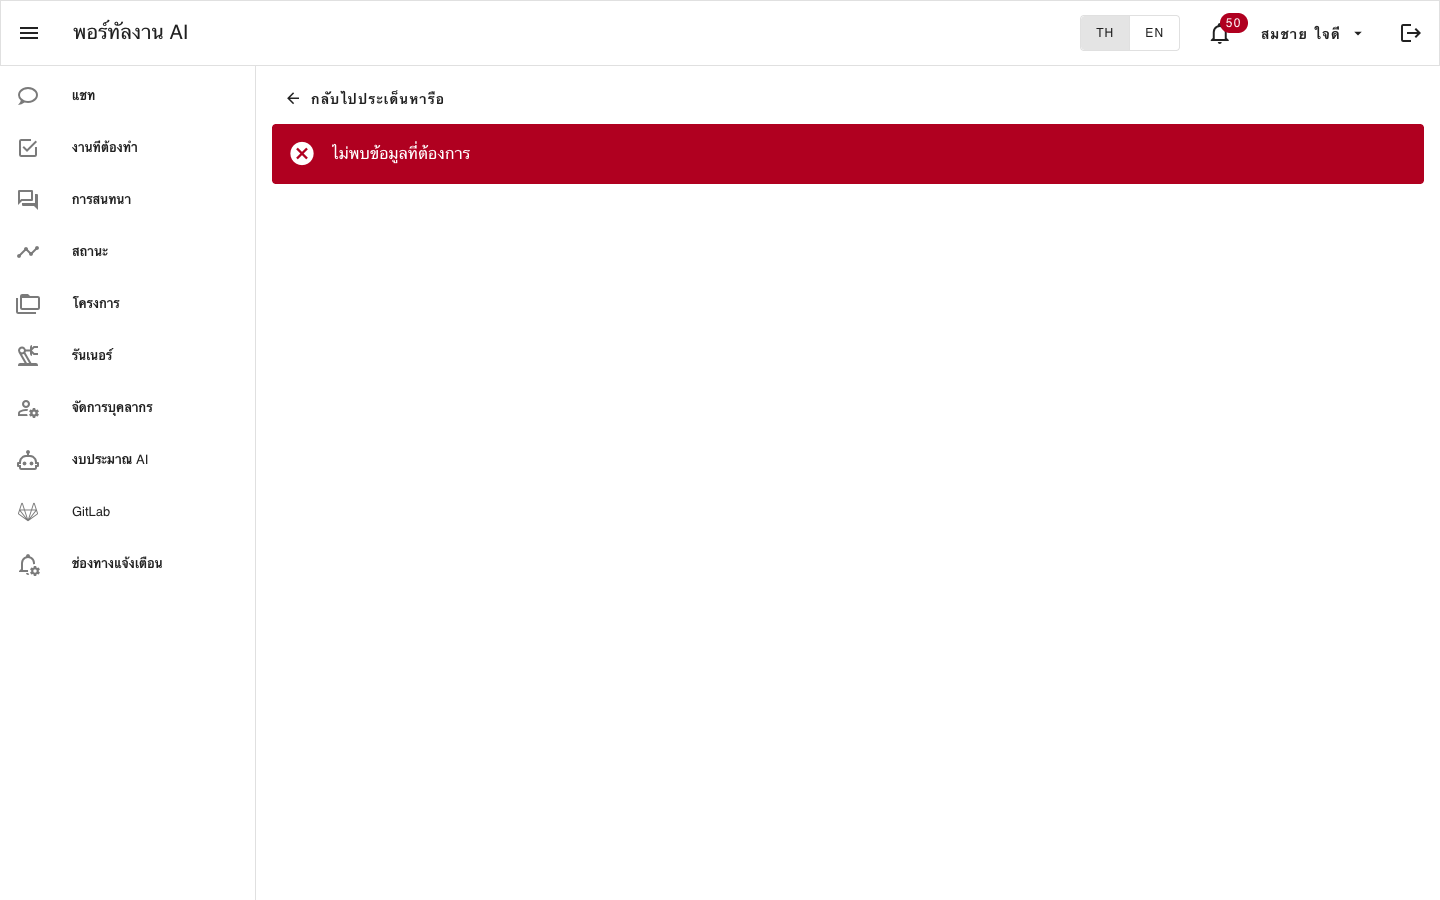 พอร์ทัลงาน AI
TH
EN
50
สมชาย ใจดี
แชท
งานที่ต้องทำ
การสนทนา
สถานะ
โครงการ
รันเนอร์
จัดการบุคลากร
งบประมาณ AI
GitLab
ช่องทางแจ้งเตือน
กลับไปประเด็นหารือ
ไม่พบข้อมูลที่ต้องการ